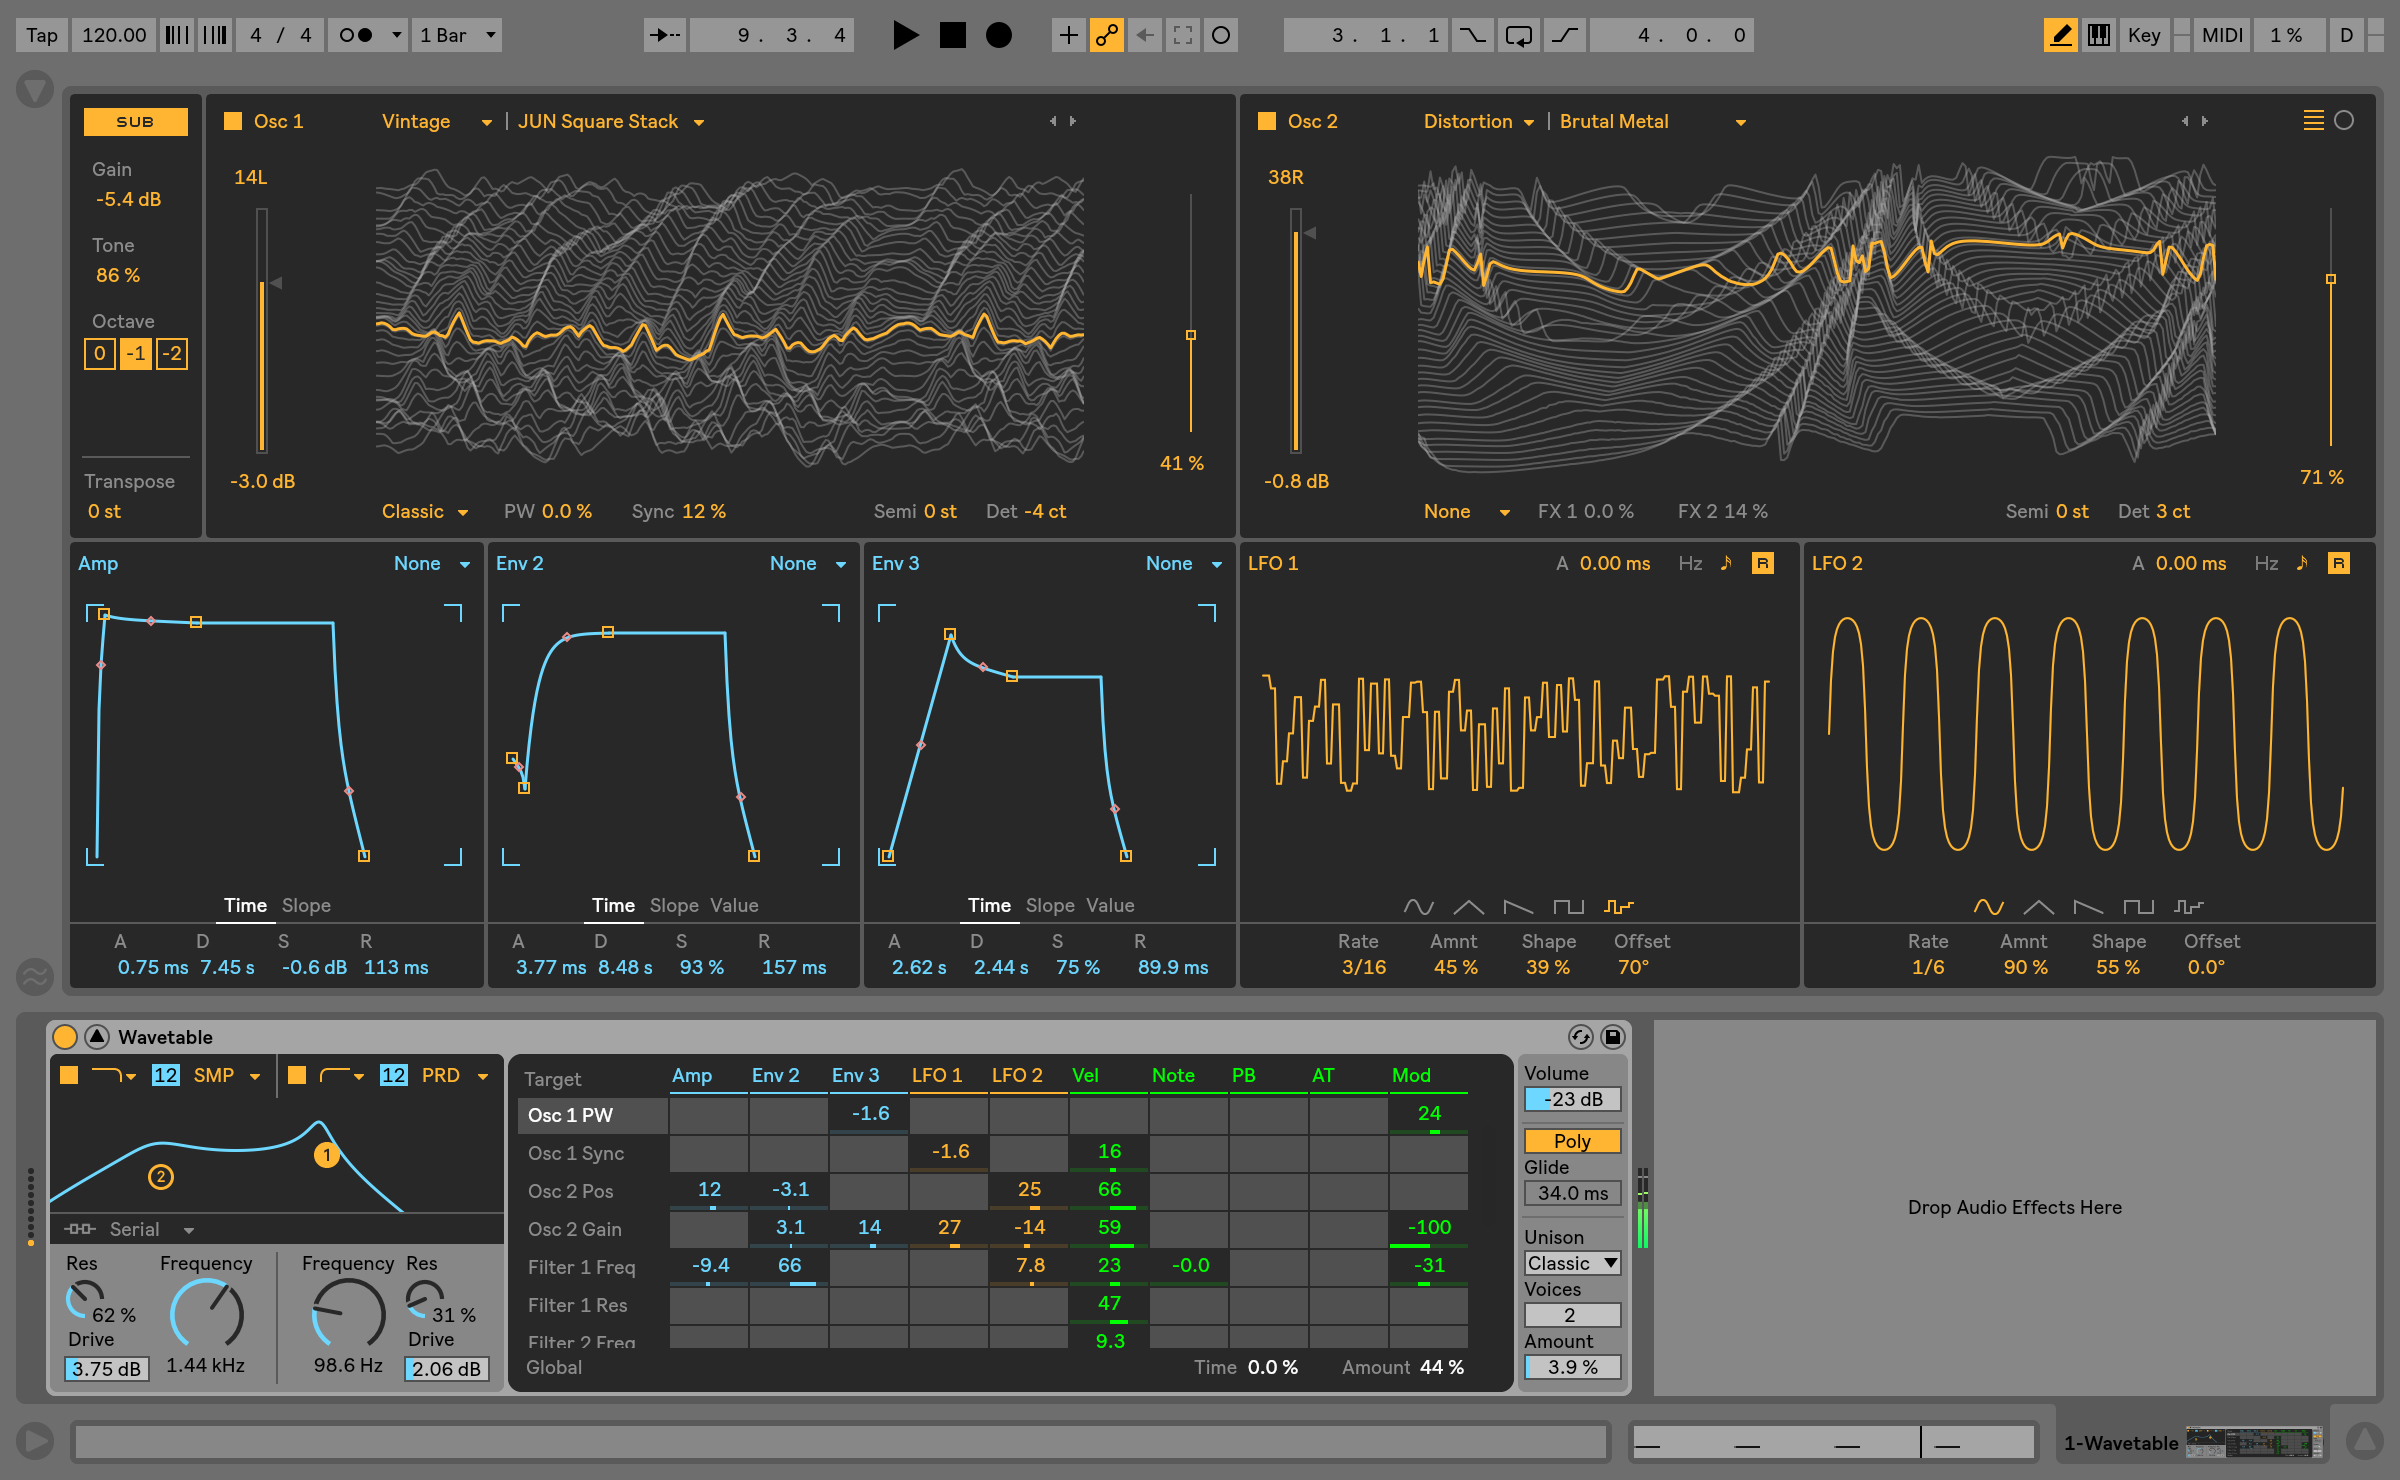 Tap 120.00 4 / 4 1 Bar 9. 3. 4 3. 1. 1 4. 0. 0 Key MIDI 1 % D
SUB
Gain
-5.4 dB
Tone
86 %
Octave
0 -1 -2
Transpose
0 st
Osc 1 Vintage | JUN Square Stack
14L
-3.0 dB
41 %
Classic PW 0.0 % Sync 12 % Semi 0 st Det -4 ct
Osc 2 Distortion | Brutal Metal
38R
-0.8 dB
71 %
None FX 1 0.0 % FX 2 14 % Semi 0 st Det 3 ct
Amp None
Time Slope
A D S R
0.75 ms 7.45 s -0.6 dB 113 ms
Env 2 None
Time Slope Value
A D S R
3.77 ms 8.48 s 93 % 157 ms
Env 3 None
Time Slope Value
A D S R
2.62 s 2.44 s 75 % 89.9 ms
LFO 1 A 0.00 ms Hz R
Rate Amnt Shape Offset
3/16 45 % 39 % 70°
LFO 2 A 0.00 ms Hz R
Rate Amnt Shape Offset
1/6 90 % 55 % 0.0°
Wavetable
12 SMP 12 PRD
1
2
Serial
Res Frequency Frequency Res
62 % 31 %
Drive Drive
3.75 dB 1.44 kHz 98.6 Hz 2.06 dB
Target Amp Env 2 Env 3 LFO 1 LFO 2 Vel Note PB AT Mod
Osc 1 PW -1.6 24
Osc 1 Sync -1.6 16
Osc 2 Pos 12 -3.1 25 66
Osc 2 Gain 3.1 14 27 -14 59 -100
Filter 1 Freq -9.4 66 7.8 23 -0.0 -31
Filter 1 Res 47
Filter 2 Freq 9.3
Global Time 0.0 % Amount 44 %
Volume
-23 dB
Poly
Glide
34.0 ms
Unison
Classic
Voices
2
Amount
3.9 %
Drop Audio Effects Here
1-Wavetable